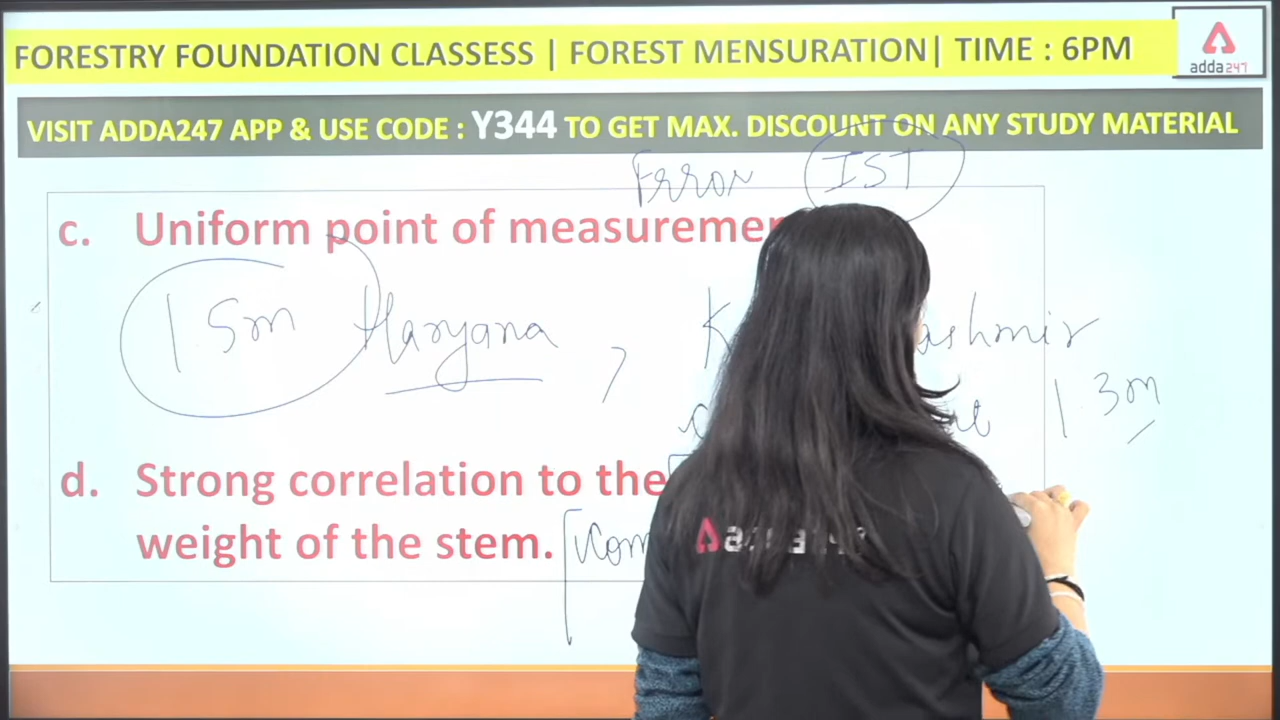 FORESTRY FOUNDATION CLASSESS | FOREST MENSURATION| TIME : 6PM
adda247
VISIT ADDA247 APP & USE CODE : Y344 TO GET MAX. DISCOUNT ON ANY STUDY MATERIAL
Error IST
c. Uniform point of
1 5m Haryana , 1 3m
d. Strong correlation to the
weight of the stem.